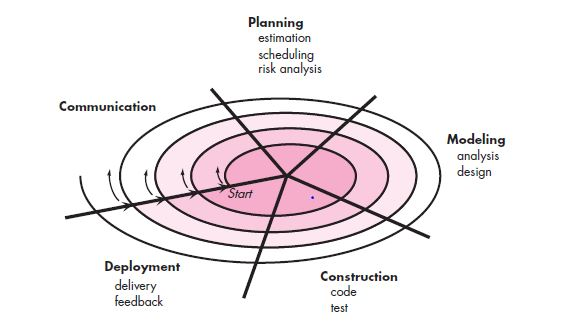 Planning
estimation
scheduling
risk analysis
Communication
Modeling
analysis
design
Start
Deployment
delivery
feedback
Construction
code
test